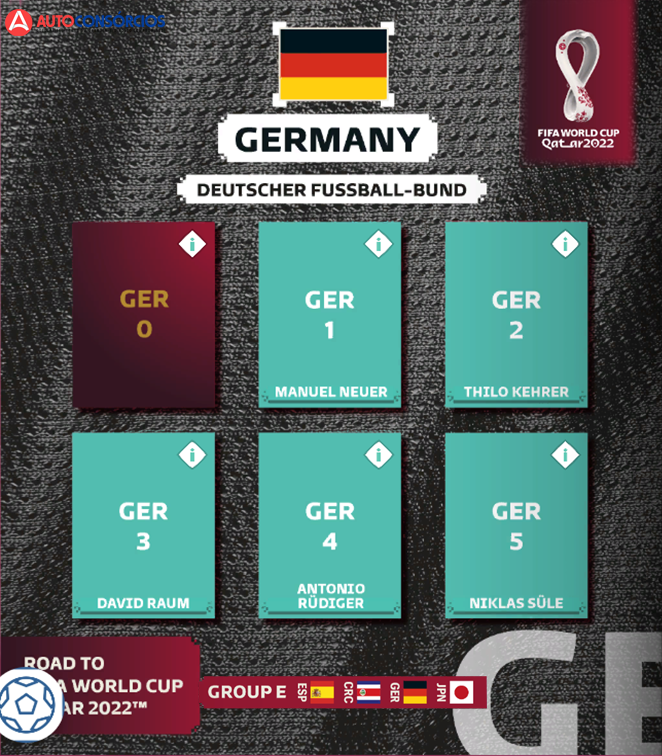 AUTOCONSÓRCIOS
GERMANY
FIFA WORLD CUP
Qatar2022
DEUTSCHER FUSSBALL-BUND
GER
0
GER
1
MANUEL NEUER
GER
2
THILO KEHRER
GER
3
DAVID RAUM
GER
4
ANTONIO
RÜDIGER
GER
5
NIKLAS SÜLE
ROAD TO
A WORLD CUP
AR 2022™
GROUP E ESP CRC GER JPN
GE